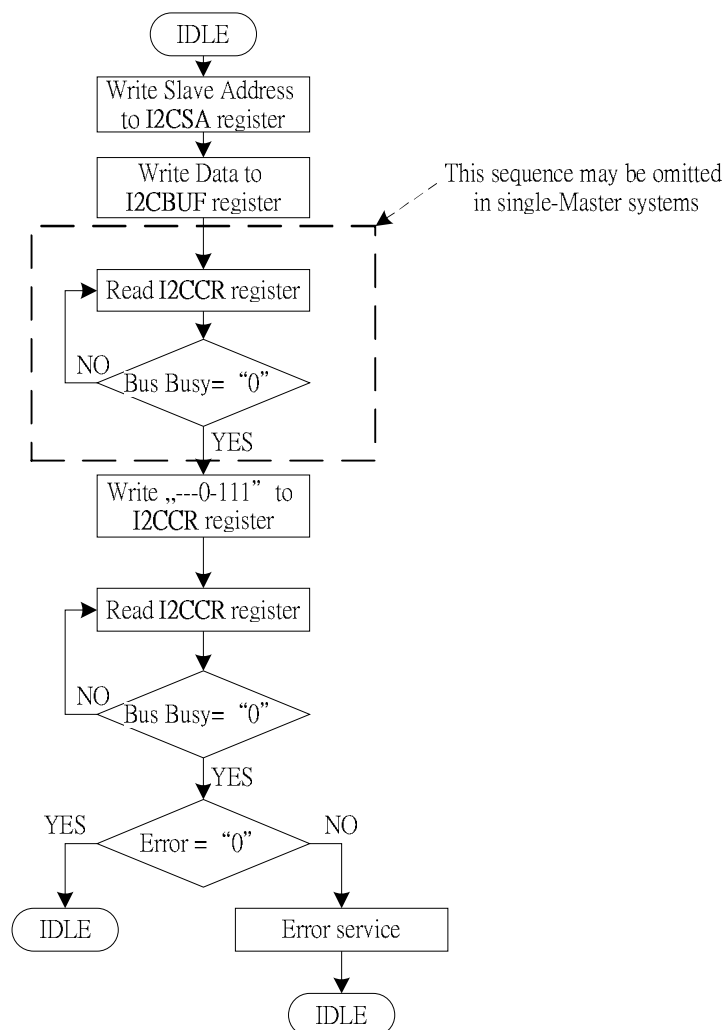 IDLE
Write Slave Address
to I2CSA register
Write Data to
I2CBUF register
This sequence may be omitted
in single-Master systems
Read I2CCR register
NO
Bus Busy= “0”
YES
Write „---0-111” to
I2CCR register
Read I2CCR register
NO
Bus Busy= “0”
YES
YES
Error = “0”
NO
IDLE
Error service
IDLE